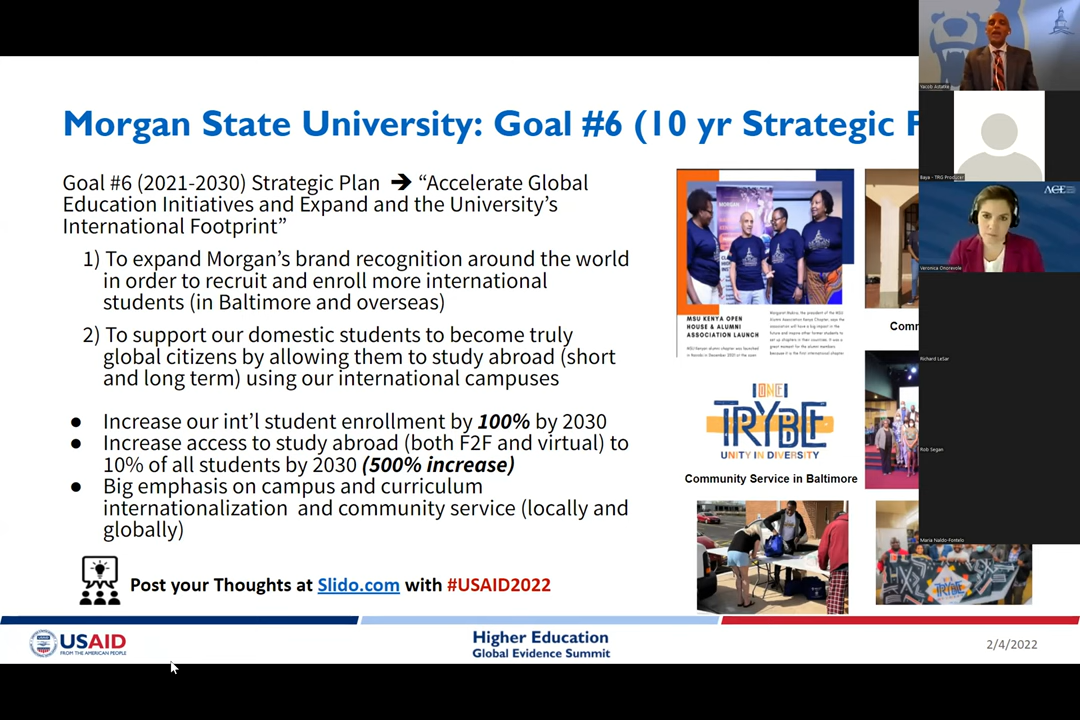 Morgan State University: Goal #6 (10 yr Strategic
Goal #6 (2021-2030) Strategic Plan ➔ “Accelerate Global
Education Initiatives and Expand and the University’s
International Footprint”
1) To expand Morgan’s brand recognition around the world
in order to recruit and enroll more international
students (in Baltimore and overseas)
2) To support our domestic students to become truly
global citizens by allowing them to study abroad (short
and long term) using our international campuses
● Increase our int’l student enrollment by 100% by 2030
● Increase access to study abroad (both F2F and virtual) to
10% of all students by 2030 (500% increase)
● Big emphasis on campus and curriculum
internationalization and community service (locally and
globally)
Post your Thoughts at Slido.com with #USAID2022
MSU KENYA OPEN
HOUSE & ALUMNI
ASSOCIATION LAUNCH
Comm
ONE
TRYBE
UNITY IN DIVERSITY
Community Service in Baltimore
TRYBE
Yacob Astatke
Baya - TRG Producer
ACE
Veronica Onorevole
Richard LeSar
Rob Segan
Maria Naldo-Fontelo
USAID
FROM THE AMERICAN PEOPLE
Higher Education
Global Evidence Summit
2/4/2022